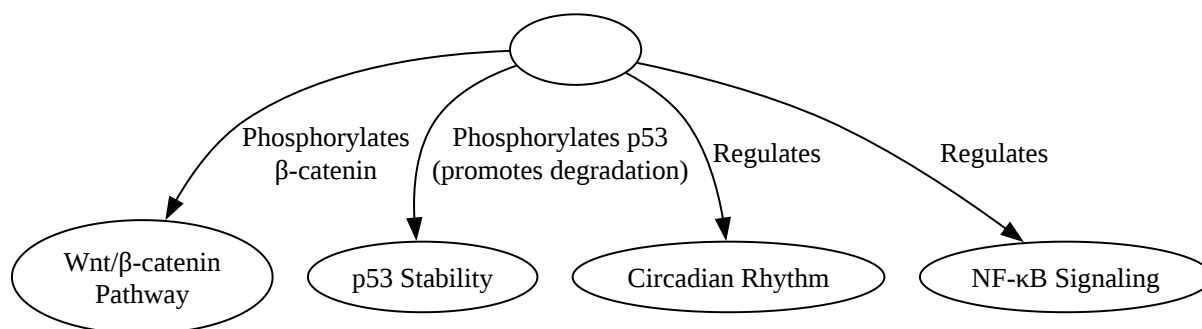 Phosphorylates
β-catenin
Phosphorylates p53
(promotes degradation)
Regulates
Regulates
Wnt/β-catenin
Pathway
p53 Stability
Circadian Rhythm
NF-κB Signaling